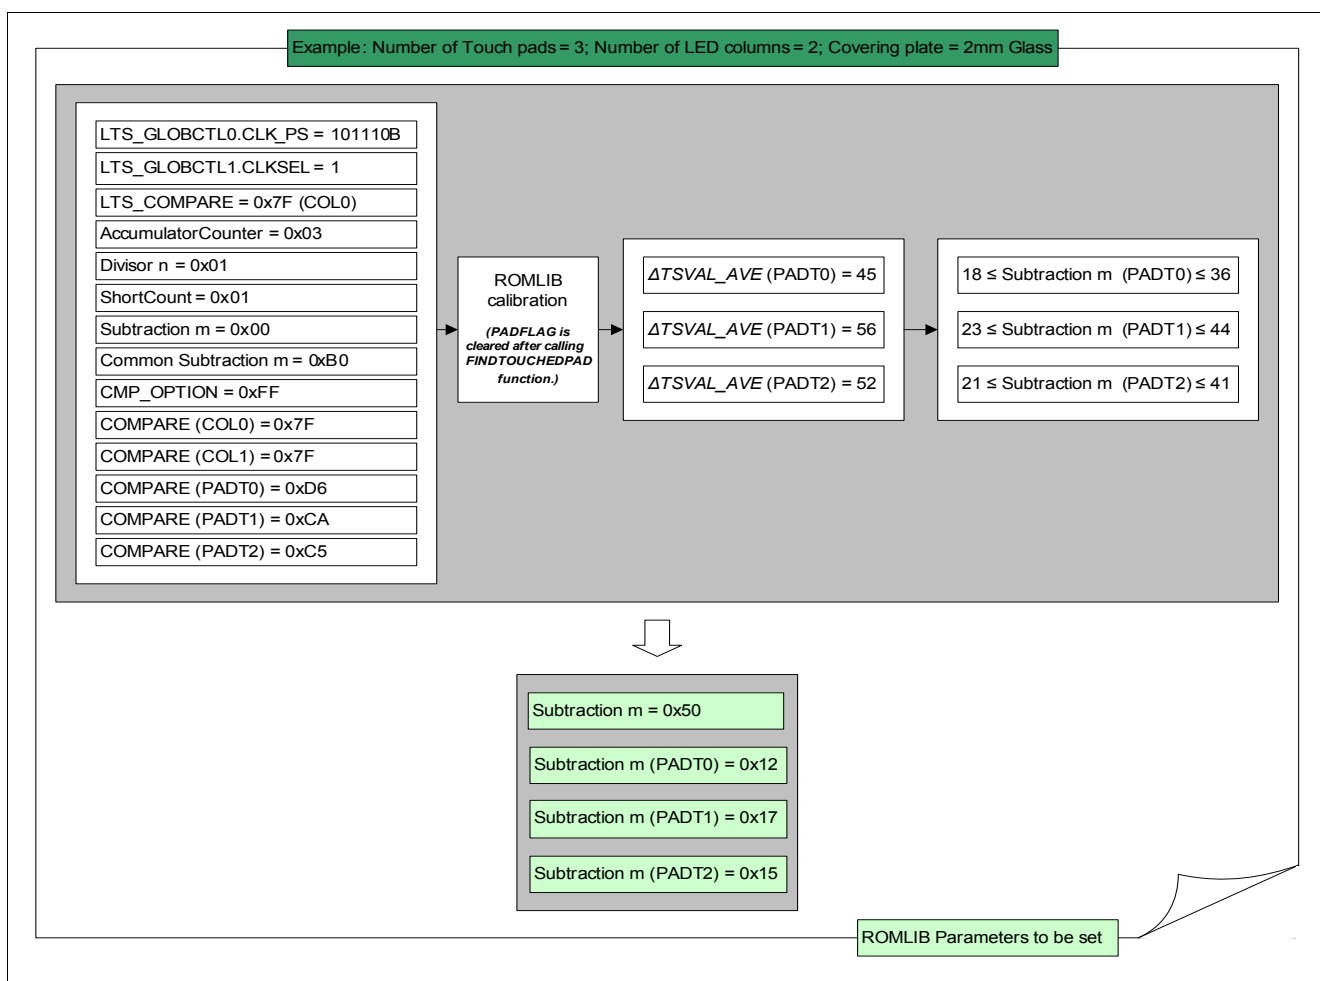 Example: Number of Touch pads = 3; Number of LED columns = 2; Covering plate = 2mm Glass
LTS_GLOBCTL0.CLK_PS = 101110B
LTS_GLOBCTL1.CLKSEL = 1
LTS_COMPARE = 0x7F (COL0)
AccumulatorCounter = 0x03
Divisor n = 0x01
ShortCount = 0x01
Subtraction m = 0x00
Common Subtraction m = 0xB0
CMP_OPTION = 0xFF
COMPARE (COL0) = 0x7F
COMPARE (COL1) = 0x7F
COMPARE (PADT0) = 0xD6
COMPARE (PADT1) = 0xCA
COMPARE (PADT2) = 0xC5
ROMLIB
calibration
(PADFLAG is
cleared after calling
FINDTOUCHEDPAD
function.)
ΔTSVAL_AVE (PADT0) = 45
ΔTSVAL_AVE (PADT1) = 56
ΔTSVAL_AVE (PADT2) = 52
18 ≤ Subtraction m (PADT0) ≤ 36
23 ≤ Subtraction m (PADT1) ≤ 44
21 ≤ Subtraction m (PADT2) ≤ 41
Subtraction m = 0x50
Subtraction m (PADT0) = 0x12
Subtraction m (PADT1) = 0x17
Subtraction m (PADT2) = 0x15
ROMLIB Parameters to be set